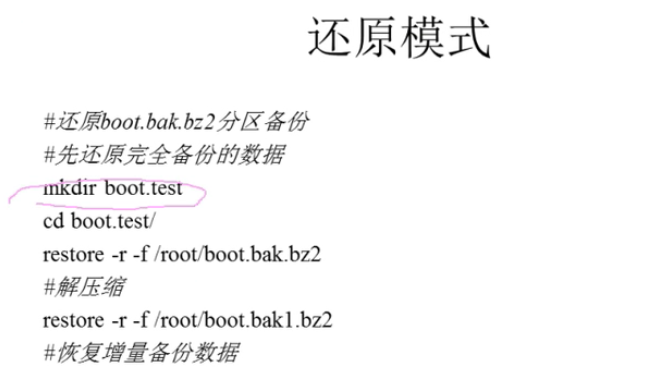 还原模式
#还原boot.bak.bz2分区备份
#先还原完全备份的数据
mkdir boot.test
cd boot.test/
restore -r -f /root/boot.bak.bz2
#解压缩
restore -r -f /root/boot.bak1.bz2
#恢复增量备份数据